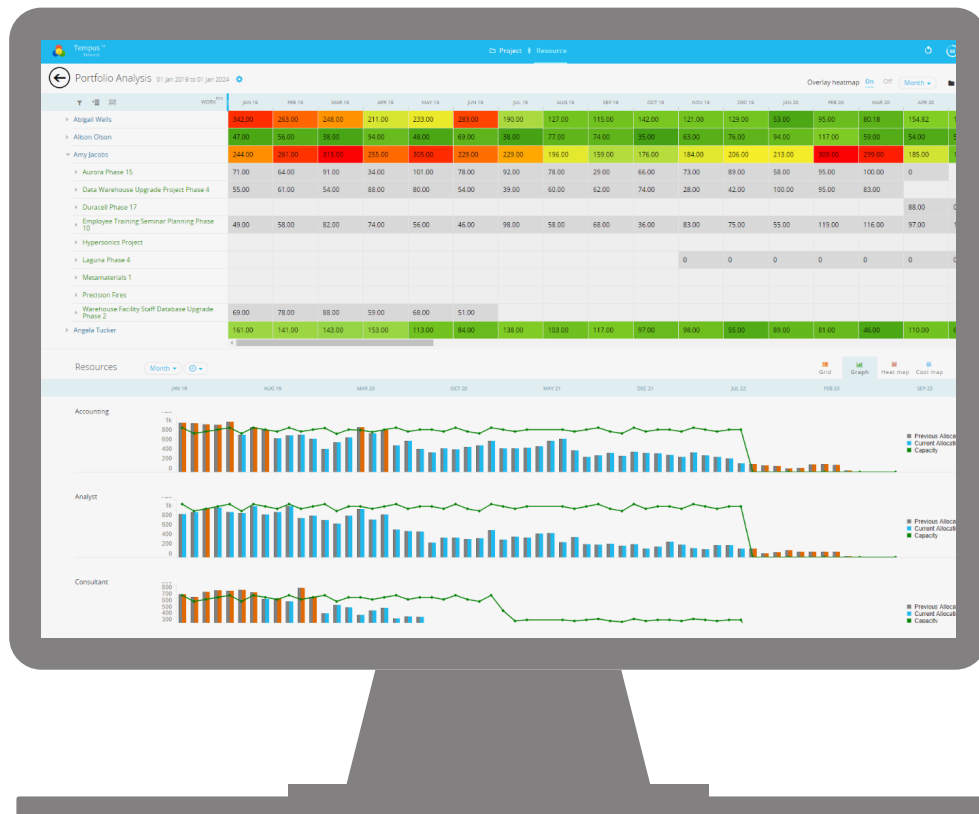 Tempus™
Resource
Project Resource
Portfolio Analysis 01 Jan 2019 to 01 Jan 2024
Overlay heatmap On Off Month
WORK hrs JAN 19 FEB 19 MAR 19 APR 19 MAY 19 JUN 19 JUL 19 AUG 19 SEP 19 OCT 19 NOV 19 DEC 19 JAN 20 FEB 20 MAR 20 APR 20
Abigail Walls 342.00 263.00 248.00 211.00 233.00 283.00 190.00 127.00 115.00 142.00 121.00 129.00 53.00 95.00 80.18 154.82
Alison Olson 47.00 56.00 38.00 94.00 48.00 69.00 38.00 77.00 74.00 35.00 63.00 76.00 94.00 117.00 59.00 54.00
Amy Jacobs 244.00 281.00 315.00 255.00 305.00 229.00 229.00 196.00 159.00 176.00 184.00 206.00 213.00 309.00 299.00 185.00
Aurora Phase 15 71.00 64.00 91.00 34.00 101.00 78.00 92.00 78.00 29.00 66.00 73.00 89.00 58.00 95.00 100.00 0
Data Warehouse Upgrade Project Phase 4 55.00 61.00 54.00 88.00 80.00 54.00 39.00 60.00 62.00 74.00 28.00 42.00 100.00 95.00 83.00
Duracell Phase 17 88.00
Employee Training Seminar Planning Phase
10 49.00 58.00 82.00 74.00 56.00 46.00 98.00 58.00 68.00 36.00 83.00 75.00 55.00 119.00 116.00 97.00
Hypersonics Project
Laguna Phase 4 0 0 0 0 0 0
Metamaterials 1
Precision Fires
Warehouse Facility Staff Database Upgrade
Phase 2 69.00 78.00 88.00 59.00 68.00 51.00
Angela Tucker 161.00 141.00 143.00 153.00 113.00 84.00 138.00 103.00 117.00 97.00 98.00 55.00 89.00 81.00 46.00 110.00
Resources Month
Grid Graph Heat map Cost map
JAN 19 AUG 19 MAR 20 OCT 20 MAY 21 DEC 21 JUL 22 FEB 23 SEP 23
Accounting
1k
800
600
400
200
0
Previous Alloca
Current Allocati
Capacity
Analyst
1k
800
600
400
200
0
Previous Alloca
Current Allocati
Capacity
Consultant
800
700
600
500
400
300
Previous Alloca
Current Allocati
Capacity